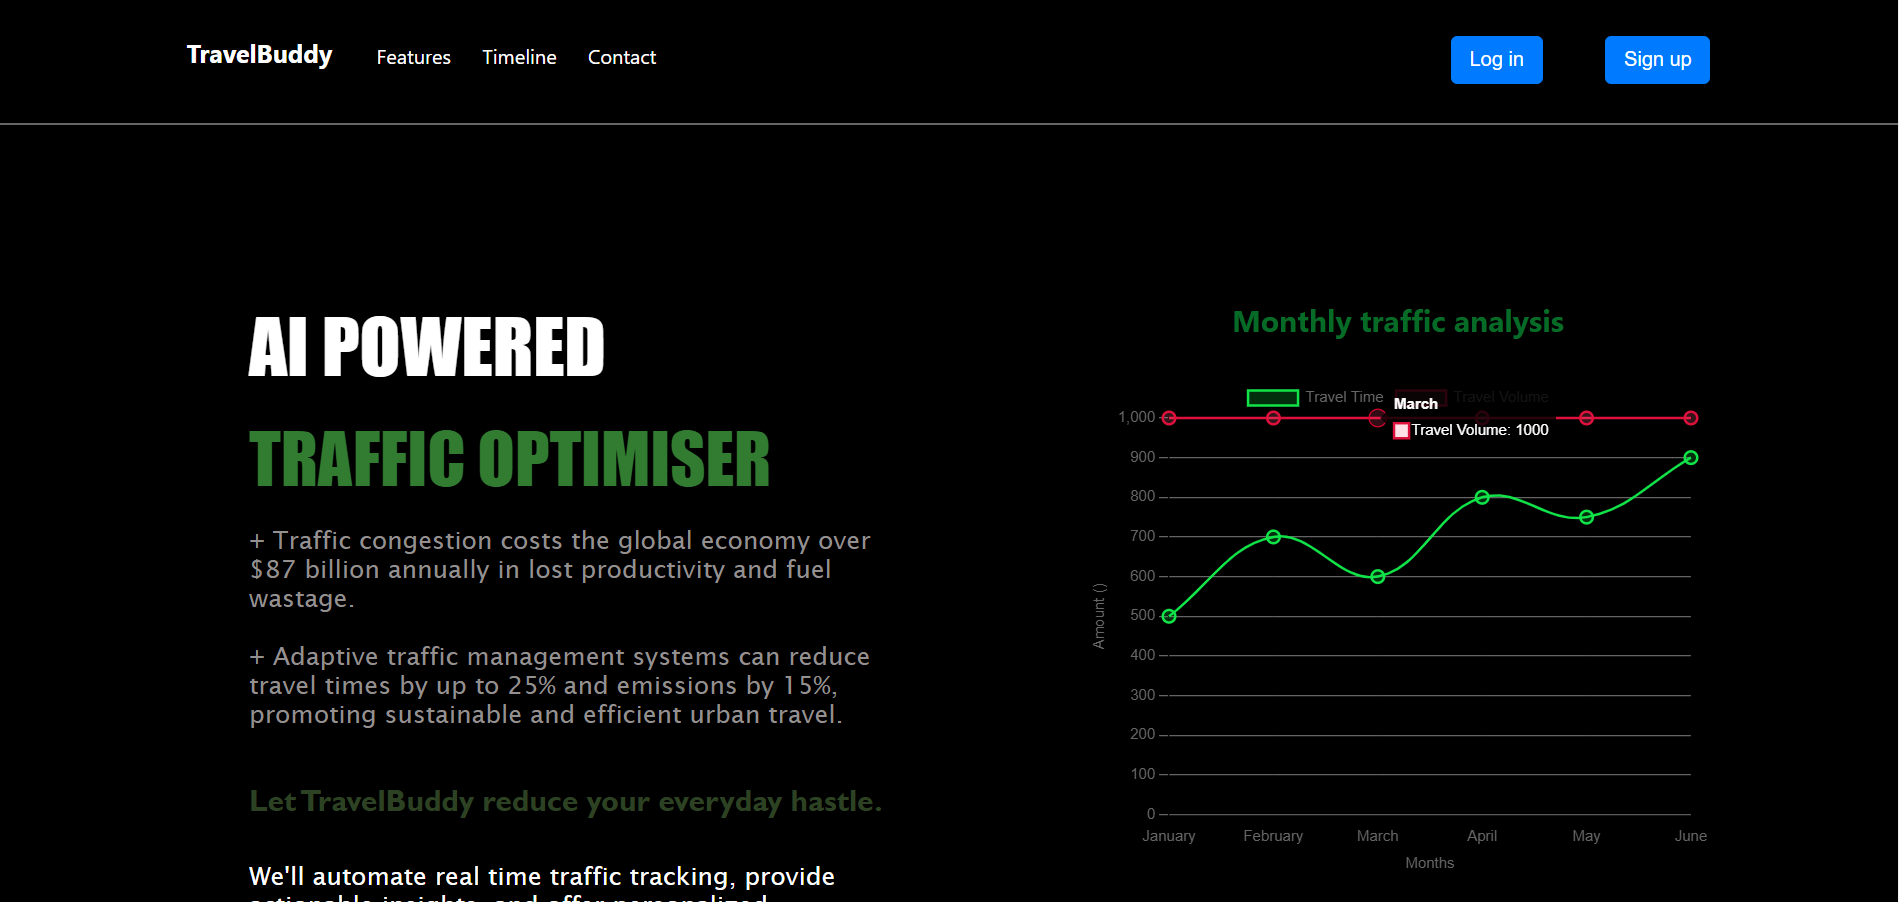 TravelBuddy Features Timeline Contact Log in Sign up
AI POWERED
TRAFFIC OPTIMISER
+ Traffic congestion costs the global economy over
$87 billion annually in lost productivity and fuel
wastage.
+ Adaptive traffic management systems can reduce
travel times by up to 25% and emissions by 15%,
promoting sustainable and efficient urban travel.
Let TravelBuddy reduce your everyday hastle.
We'll automate real time traffic tracking, provide
actionable insights, and offer personalized
Monthly traffic analysis
Travel Time Travel Volume
March
Travel Volume: 1000
1,000
900
800
700
600
500
400
300
200
100
0
Amount ()
January February March April May June
Months